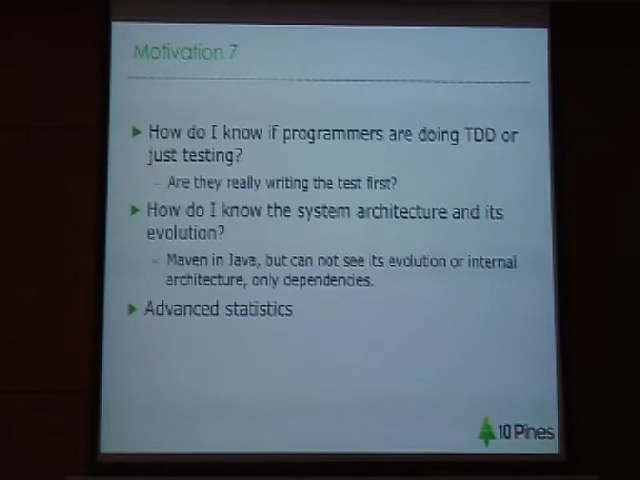 Motivation 7
How do I know if programmers are doing TDD or
just testing?
– Are they really writing the test first?
How do I know the system architecture and its
evolution?
– Maven in Java, but can not see its evolution or internal
architecture, only dependencies.
Advanced statistics
10 Pines